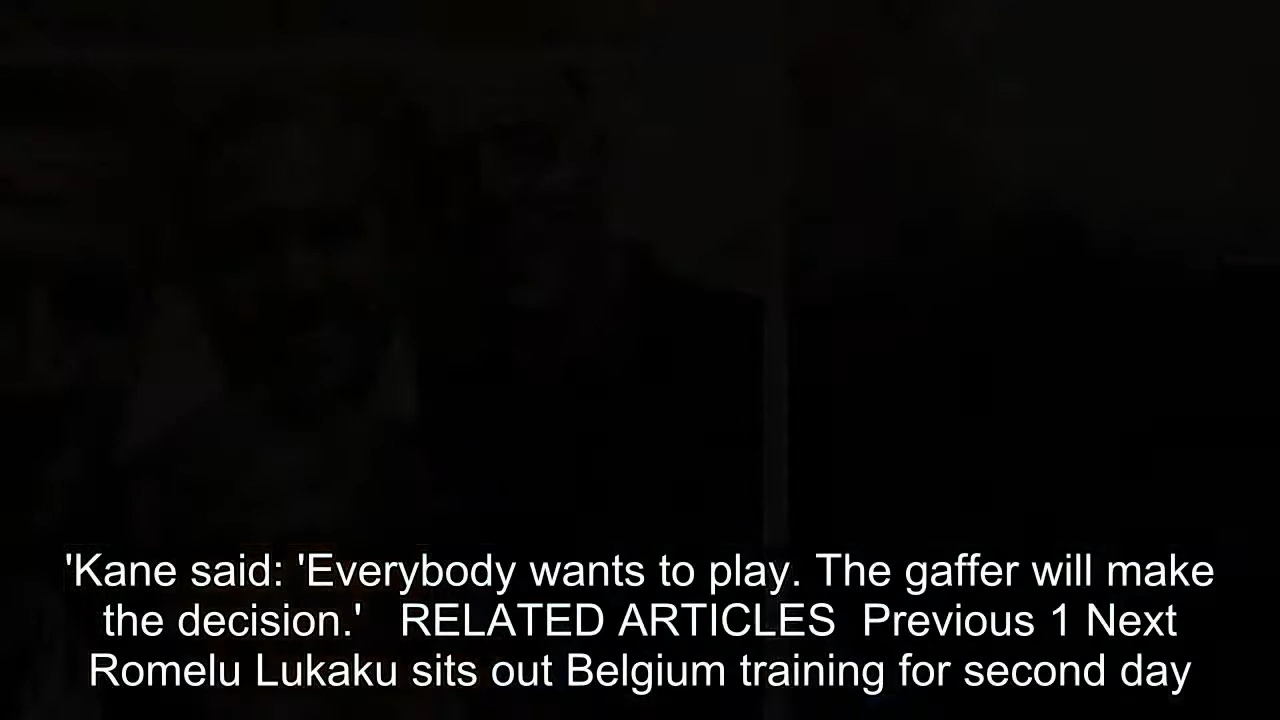 'Kane said: 'Everybody wants to play. The gaffer will make
the decision.'   RELATED ARTICLES  Previous 1 Next
Romelu Lukaku sits out Belgium training for second day